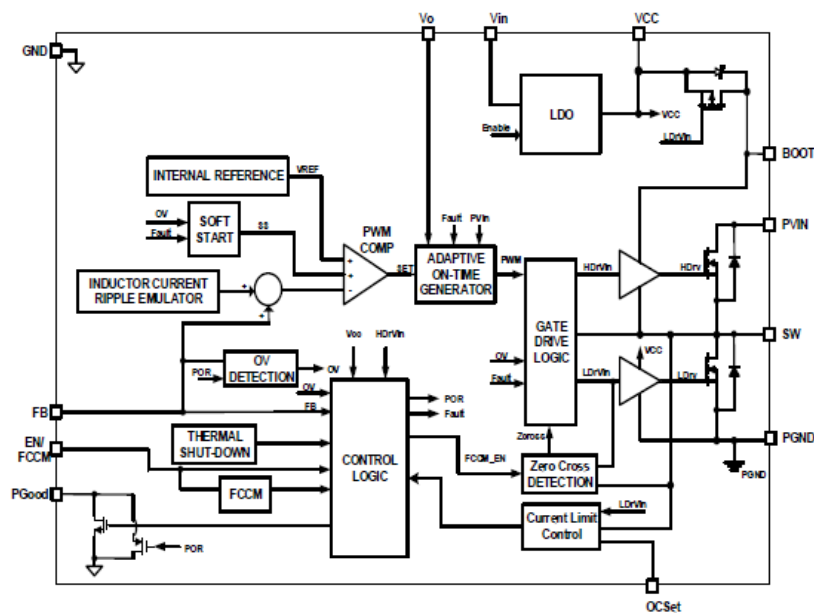 Vo
Vin
VCC
GND
LDO
VCC
Enable
LDrVin
BOOT
INTERNAL REFERENCE
VREF
OV
Fault
SOFT
START
SS
PWM
COMP
Fault
PVin
PVIN
INDUCTOR CURRENT
RIPPLE EMULATOR
+
+
+
+
-
SET
ADAPTIVE
ON-TIME
GENERATOR
PWM
HDrVin
HDrv
GATE
DRIVE
LOGIC
SW
Vcc
HDrVin
POR
OV
DETECTION
OV
OV
Fault
VCC
LDrVin
LDrv
FB
FB
POR
Fault
EN/
FCCM
THERMAL
SHUT-DOWN
CONTROL
LOGIC
FCCM_EN
Zcross
Zero Cross
DETECTION
PGND
PGND
PGood
FCCM
LDrVin
Current Limit
Control
POR
OCSet